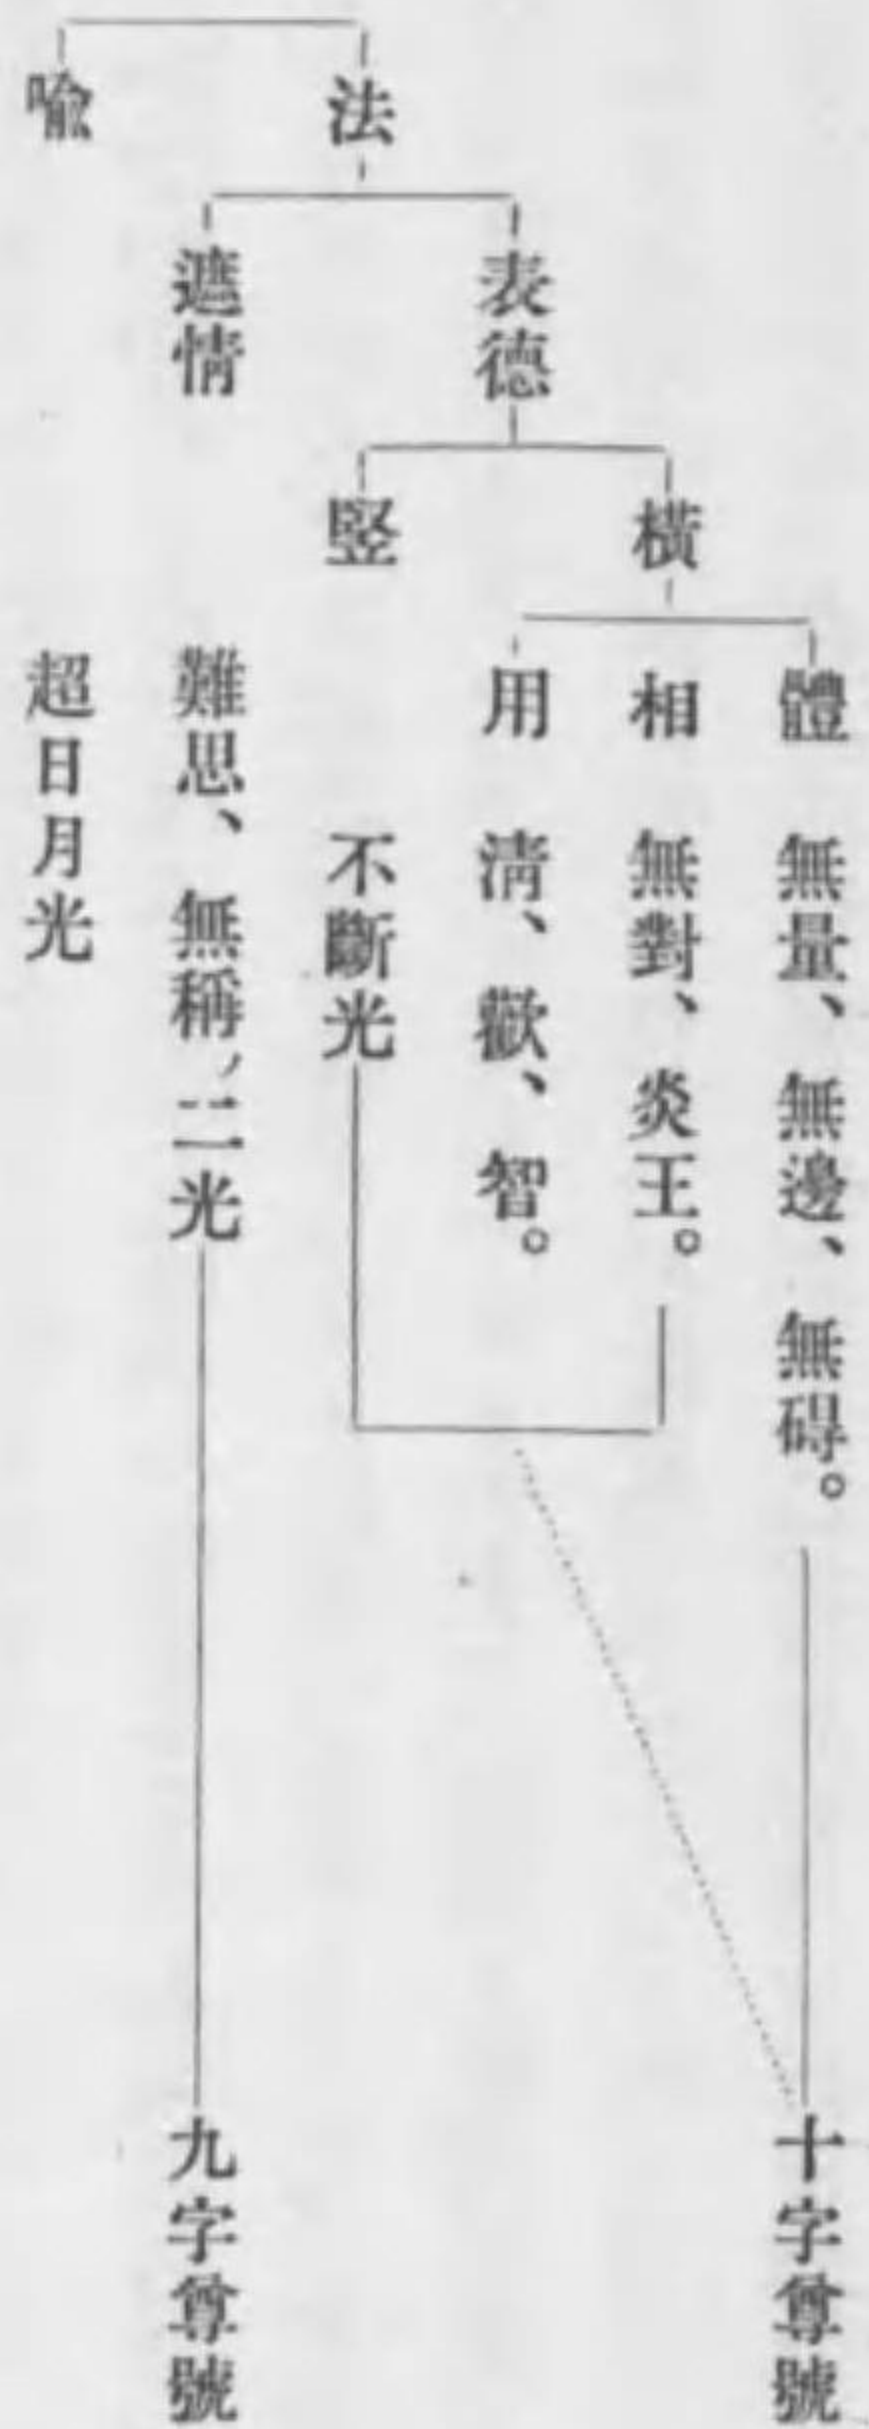 法
表德
橫
體 無量、無邊、無碍。 十字尊號
相 無對、炎王。
用 淸、歡、智。
竪 不斷光
遮情 難思、無稱、二光 九字尊號
喩 超日月光